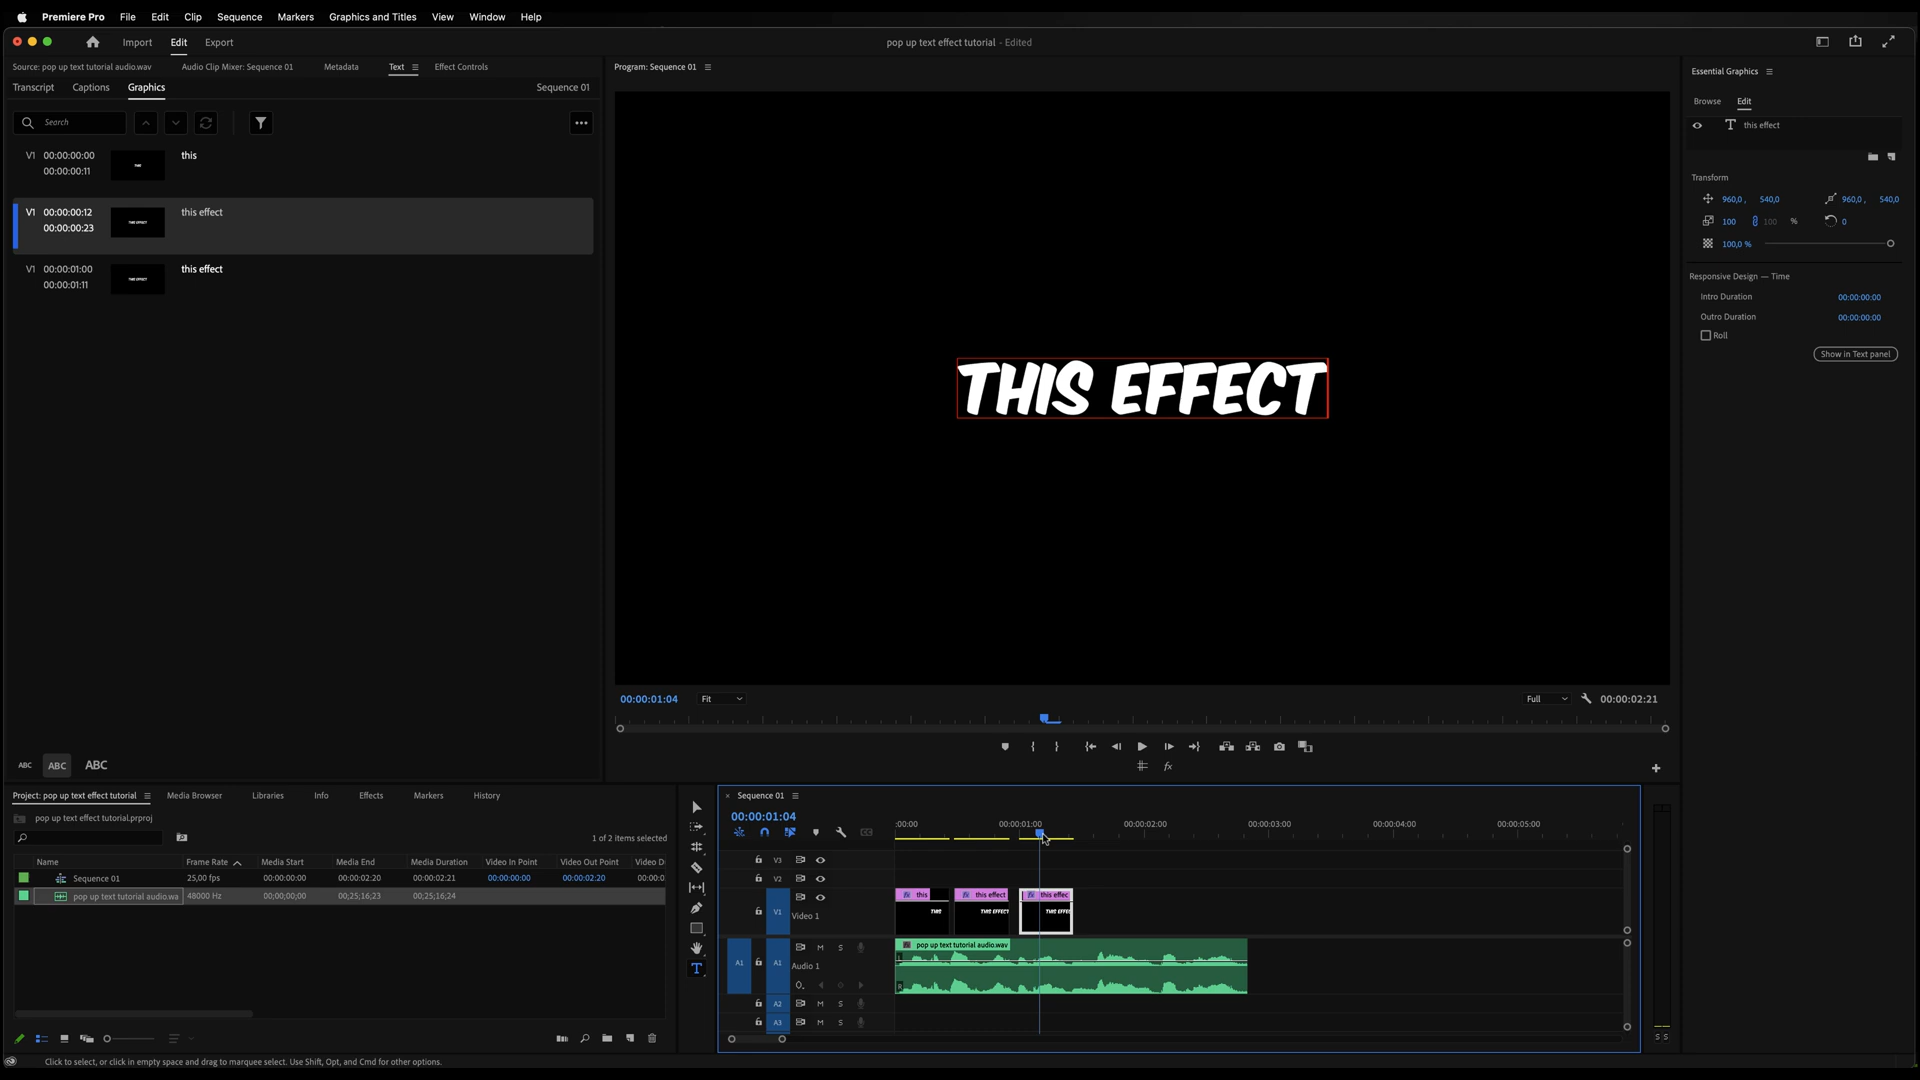 Premiere Pro File Edit Clip Sequence Markers Graphics and Titles View Window Help
Import Edit Export
pop up text effect tutorial - Edited
Source: pop up text tutorial audio.wav Audio Clip Mixer: Sequence 01 Metadata Text Effect Controls
Transcript Captions Graphics Sequence 01
Search
V1 00:00:00:00 this
00:00:00:11
V1 00:00:00:12 this effect
00:00:00:23
V1 00:00:01:00 this effect
00:00:01:11
ABC ABC ABC
Program: Sequence 01
THIS EFFECT
00:00:01:04 Fit Full 00:00:02:21
fx
Essential Graphics
Browse Edit
T this effect
Transform
960,0 , 540,0 960,0 , 540,0
100 100 % 0
100,0 %
Responsive Design — Time
Intro Duration 00:00:00:00
Outro Duration 00:00:00:00
Roll
Show in Text panel
Project: pop up text effect tutorial Media Browser Libraries Info Effects Markers History
pop up text effect tutorial.prproj
1 of 2 items selected
Name Frame Rate Media Start Media End Media Duration Video In Point Video Out Point Video D
Sequence 01 25,00 fps 00:00:00:00 00:00:02:20 00:00:02:21 00:00:00:00 00:00:02:20 00:00:0
pop up text tutorial audio.wa 48000 Hz 00;00;00;00 00;25;16;23 00;25;16;24
Sequence 01
00:00:01:04
:00:00 00:00:01:00 00:00:02:00 00:00:03:00 00:00:04:00 00:00:05:00
V3
V2
fx this fx this effect fx this effec
V1 Video 1 THIS THIS EFFECT THIS EFFE
pop up text tutorial audio.wav
M S
A1 A1 Audio 1
L
R
A2 M S
A3 M S
S S
Click to select, or click in empty space and drag to marquee select. Use Shift, Opt, and Cmd for other options.